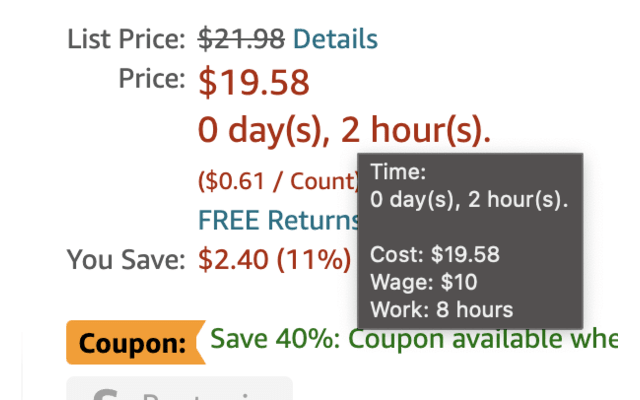 List Price: $21.98 Details
Price: $19.58
0 day(s), 2 hour(s).
($0.61 / Count)
FREE Returns
You Save: $2.40 (11%)
Time:
0 day(s), 2 hour(s).
Cost: $19.58
Wage: $10
Work: 8 hours
Coupon: Save 40%: Coupon available whe